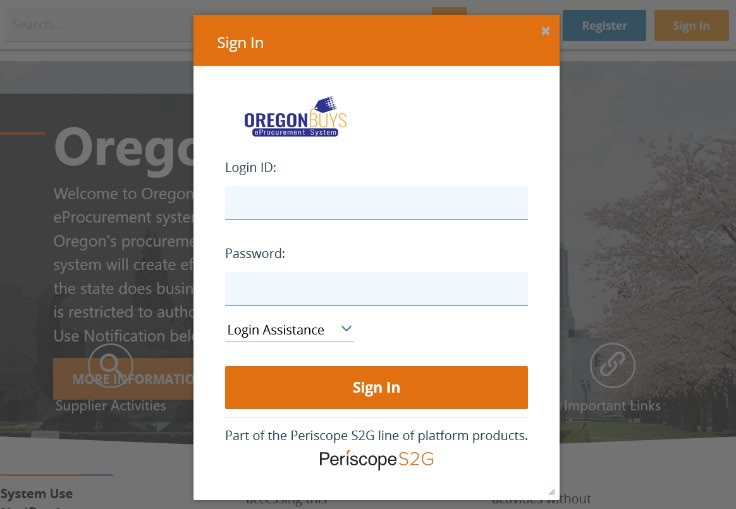 Search...
Register
Sign In
Sign In
OREGONBUYS
eProcurement System
Login ID:
Password:
Login Assistance
Sign In
Part of the Periscope S2G line of platform products.
Periscope S2G
Orego
Welcome to Oregon
eProcurement system
Oregon's procureme
system will create ef
the state does busin
is restricted to autho
Use Notification belo
MORE INFORMATIO
Supplier Activities
Important Links
System Use
accessing this
activities without